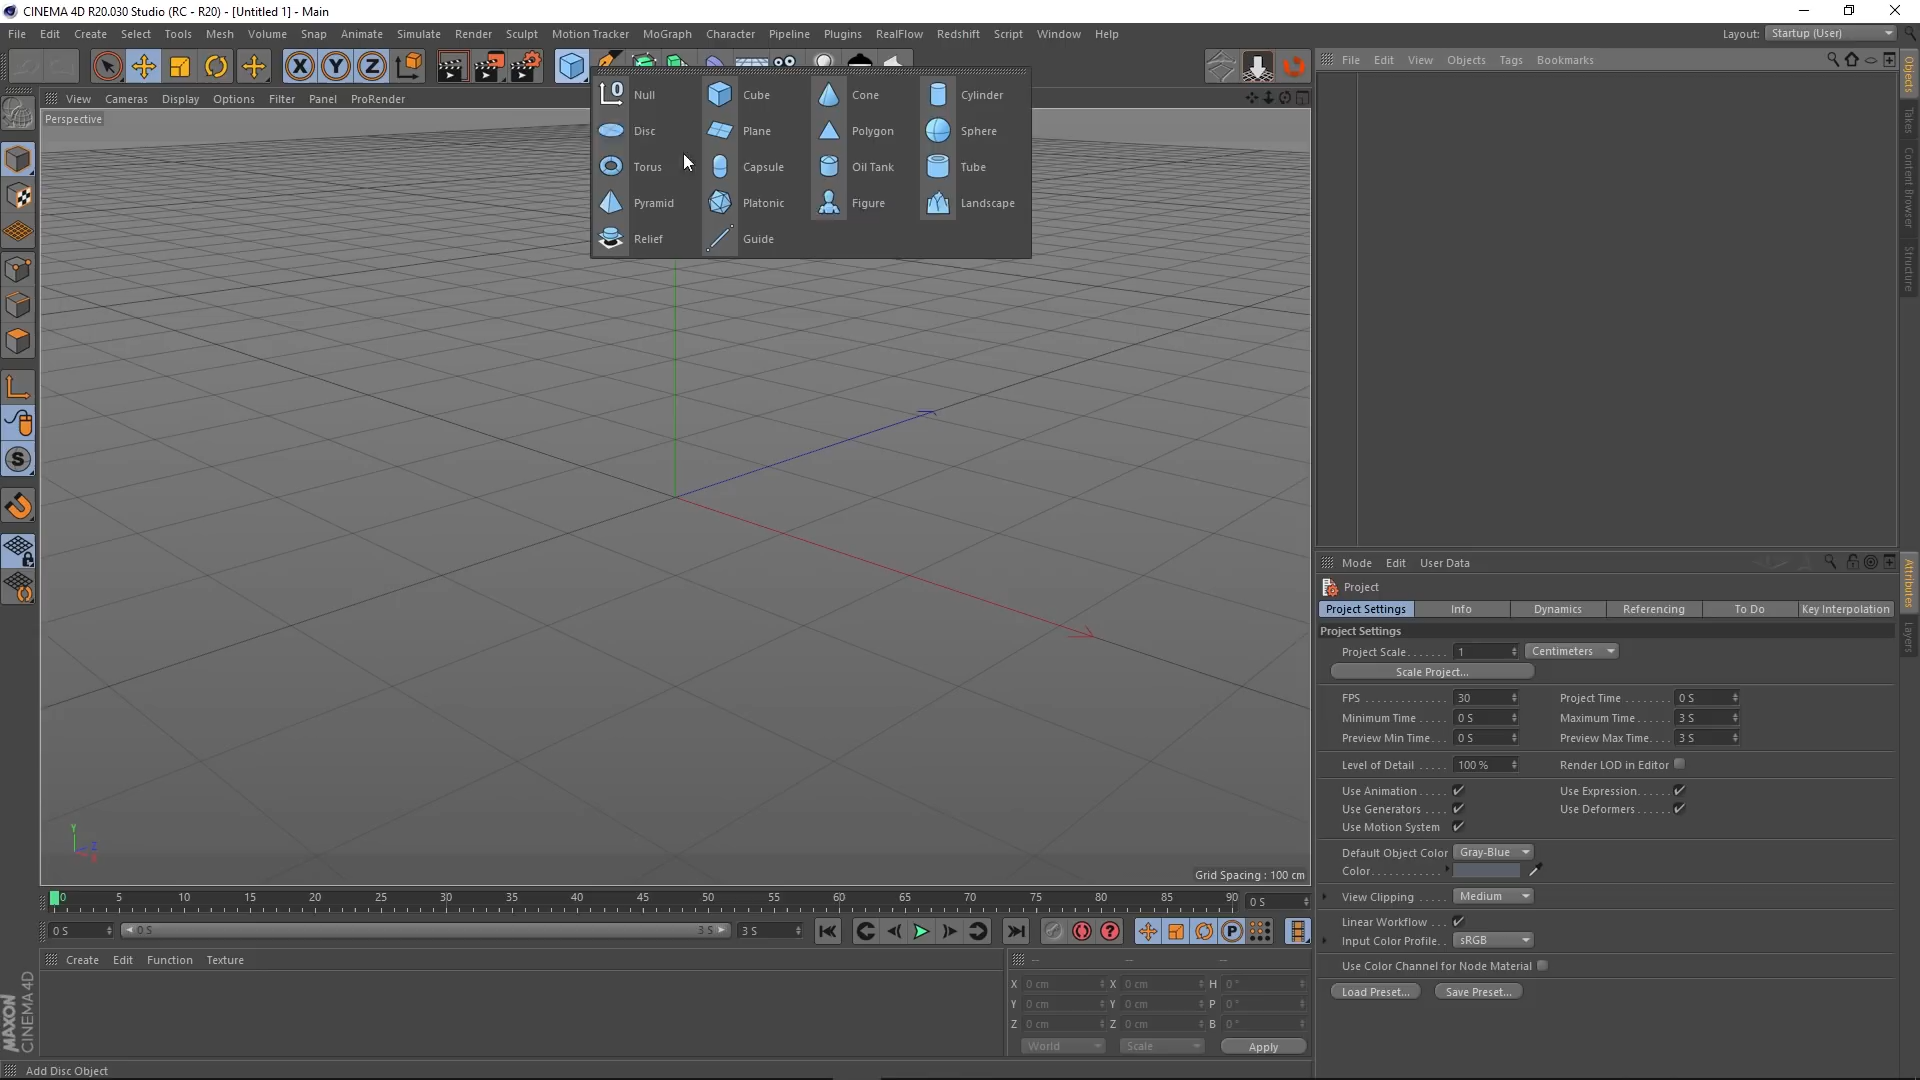 CINEMA 4D R20.030 Studio (RC - R20) - [Untitled 1] - Main
File Edit Create Select Tools Mesh Volume Snap Animate Simulate Render Sculpt Motion Tracker MoGraph Character Pipeline Plugins RealFlow Redshift Script Window Help
Layout: Startup (User)
X Y Z
File Edit View Objects Tags Bookmarks
Objects
Takes
Content Browser
Structure
View Cameras Display Options Filter Panel ProRender
Perspective
Null Cube Cone Cylinder
Disc Plane Polygon Sphere
Torus Capsule Oil Tank Tube
Pyramid Platonic Figure Landscape
Relief Guide
S
Y
Z
X
Grid Spacing : 100 cm
Mode Edit User Data
Attributes
Layers
Project
Project Settings Info Dynamics Referencing To Do Key Interpolation
Project Settings
Project Scale....... 1 Centimeters
Scale Project...
FPS .............. 30 Project Time ........ 0 S
Minimum Time ..... 0 S Maximum Time .... 3 S
Preview Min Time... 0 S Preview Max Time.... 3 S
Level of Detail ..... 100 % Render LOD in Editor
Use Animation ..... Use Expression.......
Use Generators .... Use Deformers......
Use Motion System
Default Object Color Gray-Blue
Color............
View Clipping ..... Medium
Linear Workflow ...
Input Color Profile.. sRGB
Use Color Channel for Node Material
Load Preset... Save Preset...
0 5 10 15 20 25 30 35 40 45 50 55 60 65 70 75 80 85 90 0 S
0 S 0 S 3 S 3 S
P
Create Edit Function Texture
-- -- --
X 0 cm X 0 cm H 0 °
Y 0 cm Y 0 cm P 0 °
Z 0 cm Z 0 cm B 0 °
World Scale Apply
MAXON
CINEMA 4D
Add Disc Object